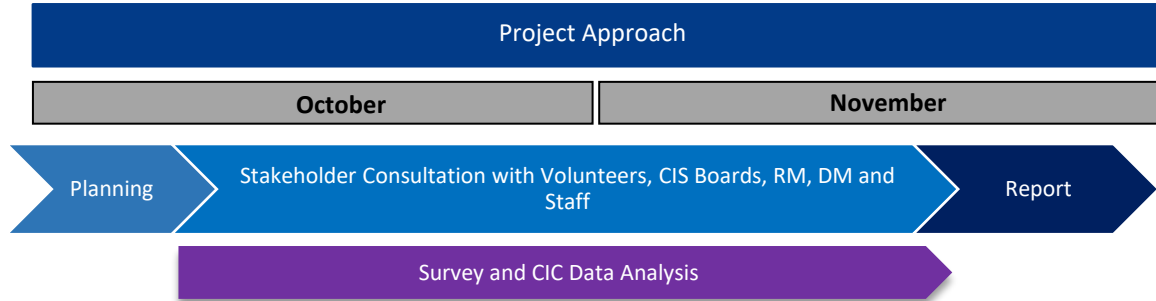 Project Approach
October
November
Planning
Stakeholder Consultation with Volunteers, CIS Boards, RM, DM and
Staff
Report
Survey and CIC Data Analysis